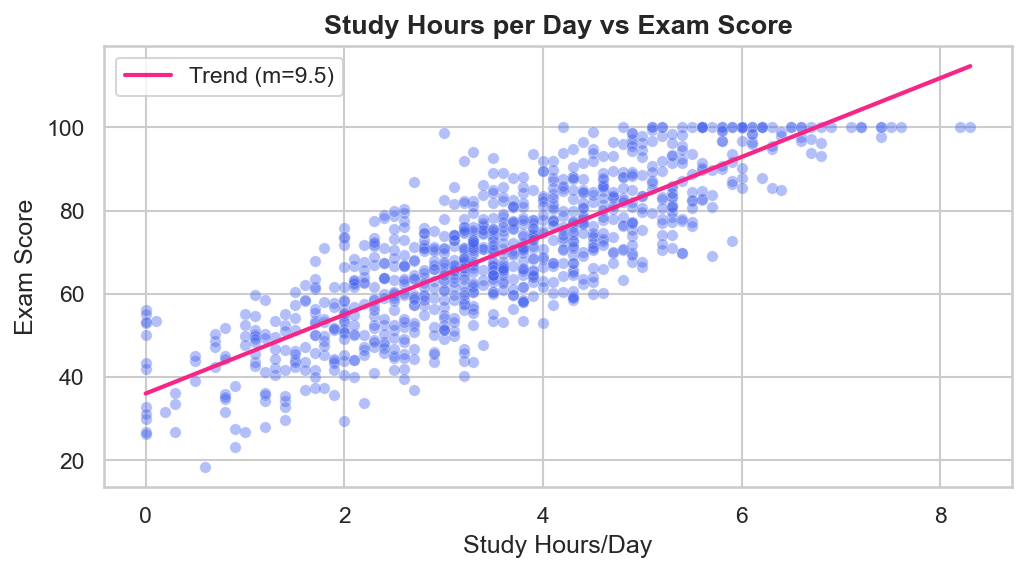 Study Hours per Day vs Exam Score
Trend (m=9.5)
Exam Score
100
80
60
40
20
0 2 4 6 8
Study Hours/Day